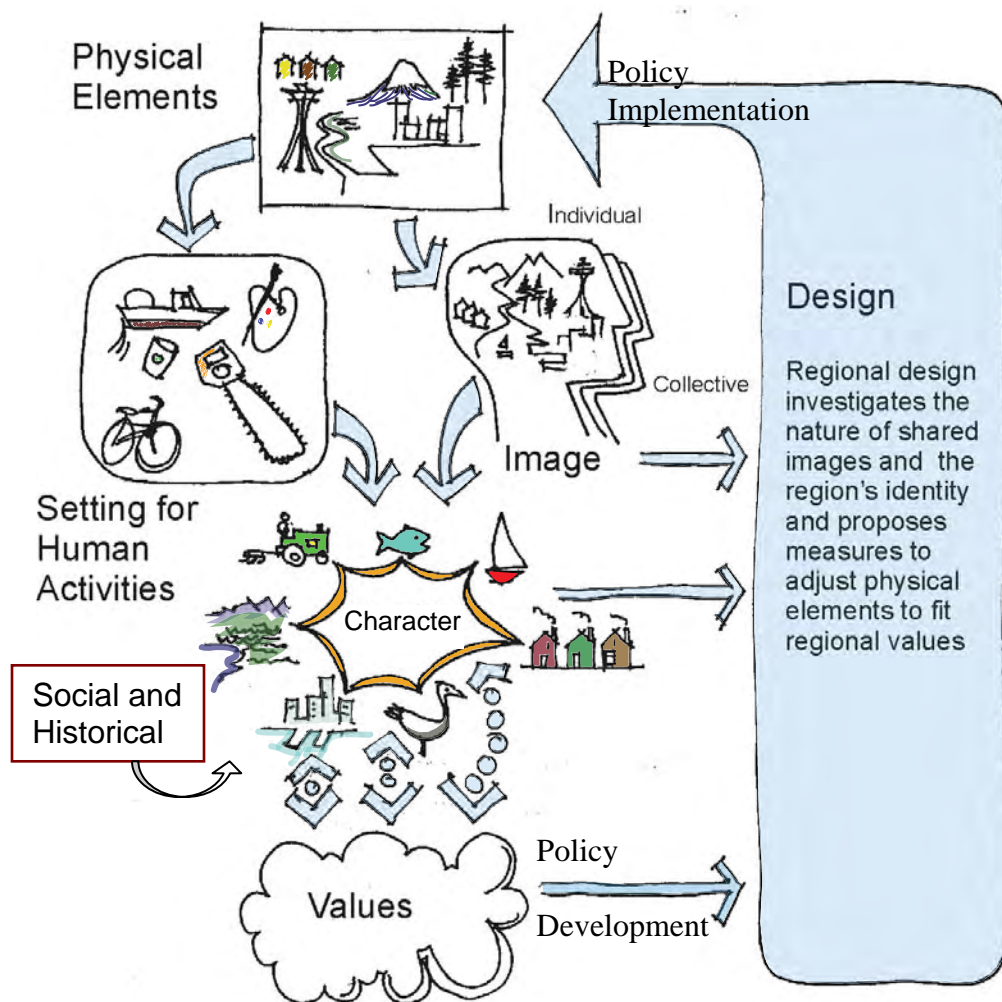 Physical
Elements
Policy
Implementation
Individual
Collective
Image
Setting for
Human
Activities
Character
Social and
Historical
Values
Policy
Development
Design
Regional design
investigates the
nature of shared
images and the
region's identity
and proposes
measures to
adjust physical
elements to fit
regional values